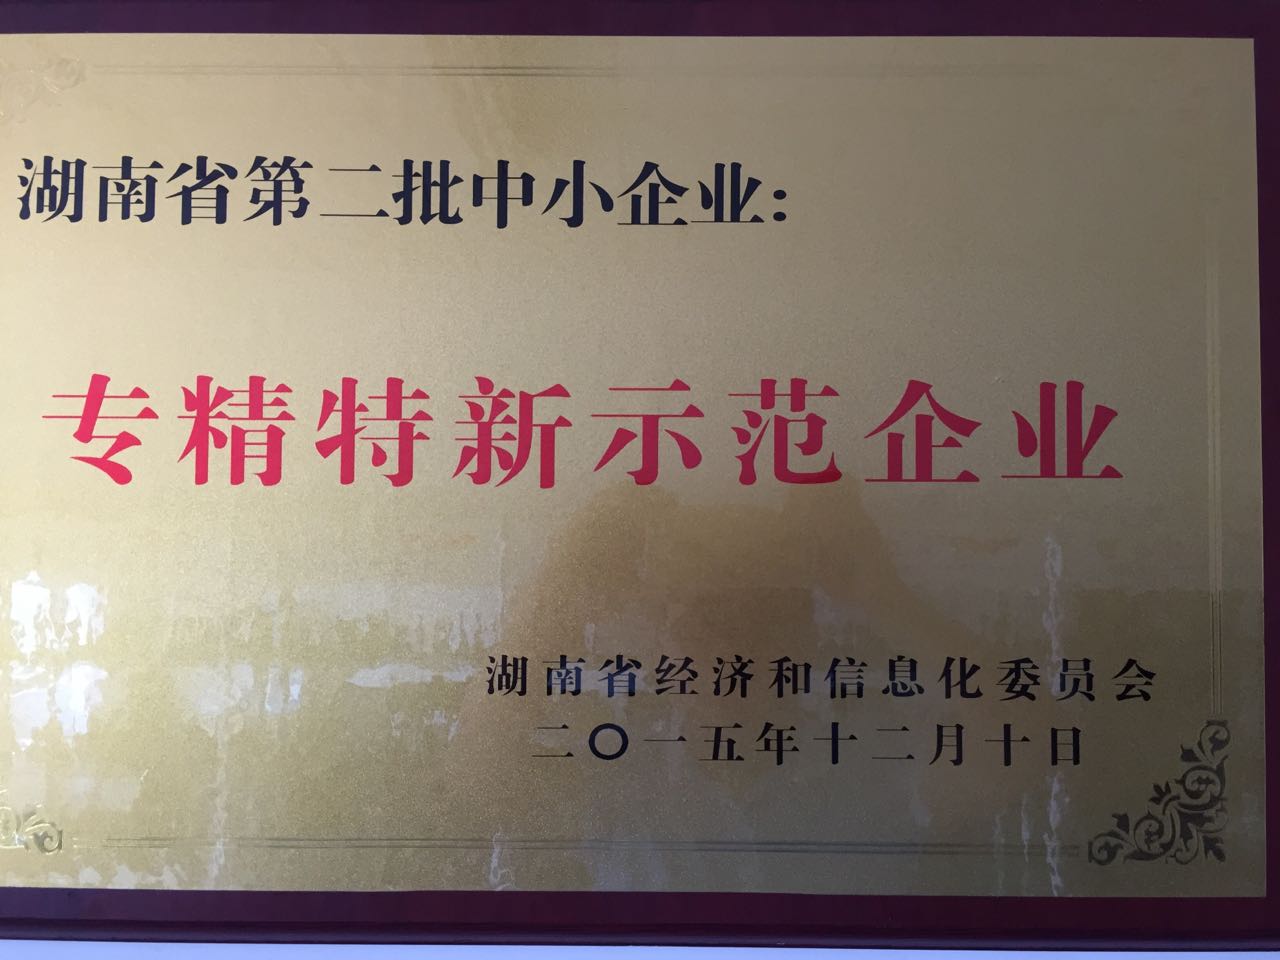 湖南省第二批中小企业:
专精特新示范企业
湖南省经济和信息化委员会
二〇一五年十二月十日